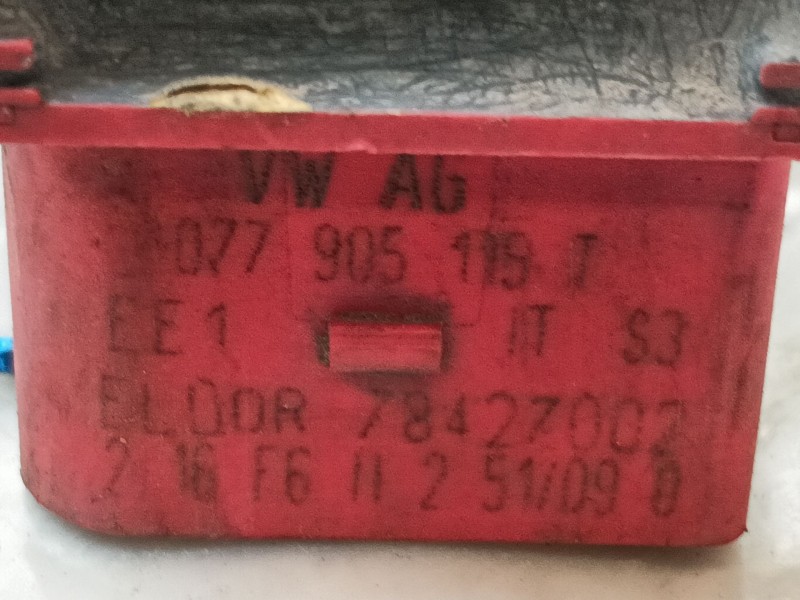 VW AG
077 905 115 T
EE1 IT S3
ELDOR 78427002
2 16 F6 11 2 51/09 0